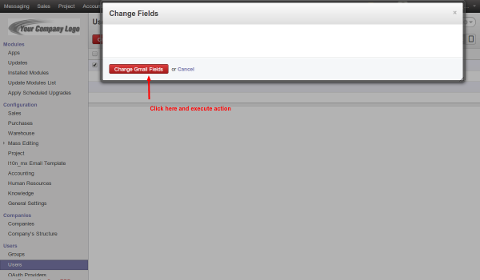 Messaging Sales Project
Your Company Logo
Change Fields
×
Change Gmail Fields or Cancel
Click here and execute action
Modules
Apps
Updates
Installed Modules
Update Modules List
Apply Scheduled Upgrades
Configuration
Sales
Purchases
Warehouse
Mass Editing
Project
l10n_mx Email Template
Accounting
Human Resources
Knowledge
General Settings
Companies
Companies
Company's Structure
Users
Groups
Users
OAuth Providers